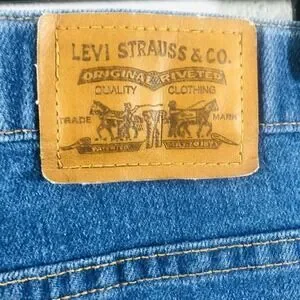 LEVI STRAUSS & CO.
ORIGINAL RIVETED
QUALITY CLOTHING
TRADE MARK